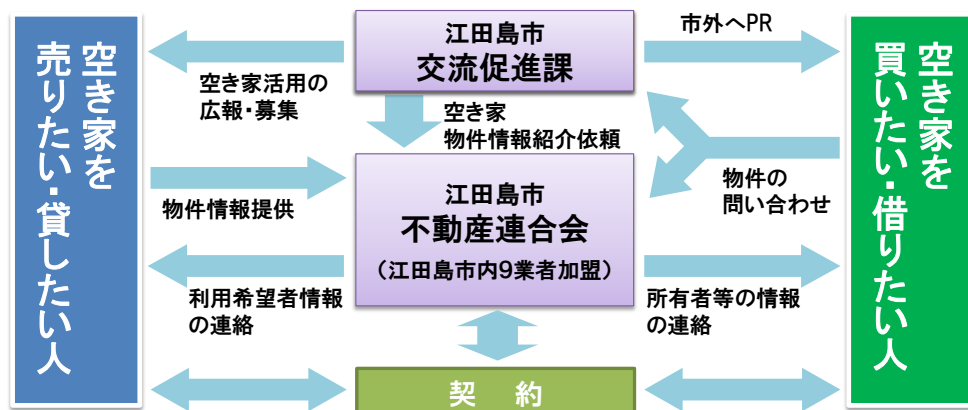 空き家を
売りたい・貸したい人
江田島市
交流促進課
市外へPR
空き家活用の
広報・募集
空き家
物件情報紹介依頼
物件情報提供
江田島市
不動産連合会
（江田島市内9業者加盟）
物件の
問い合わせ
利用希望者情報
の連絡
所有者等の情報
の連絡
契 約
空き家を
買いたい・借りたい人